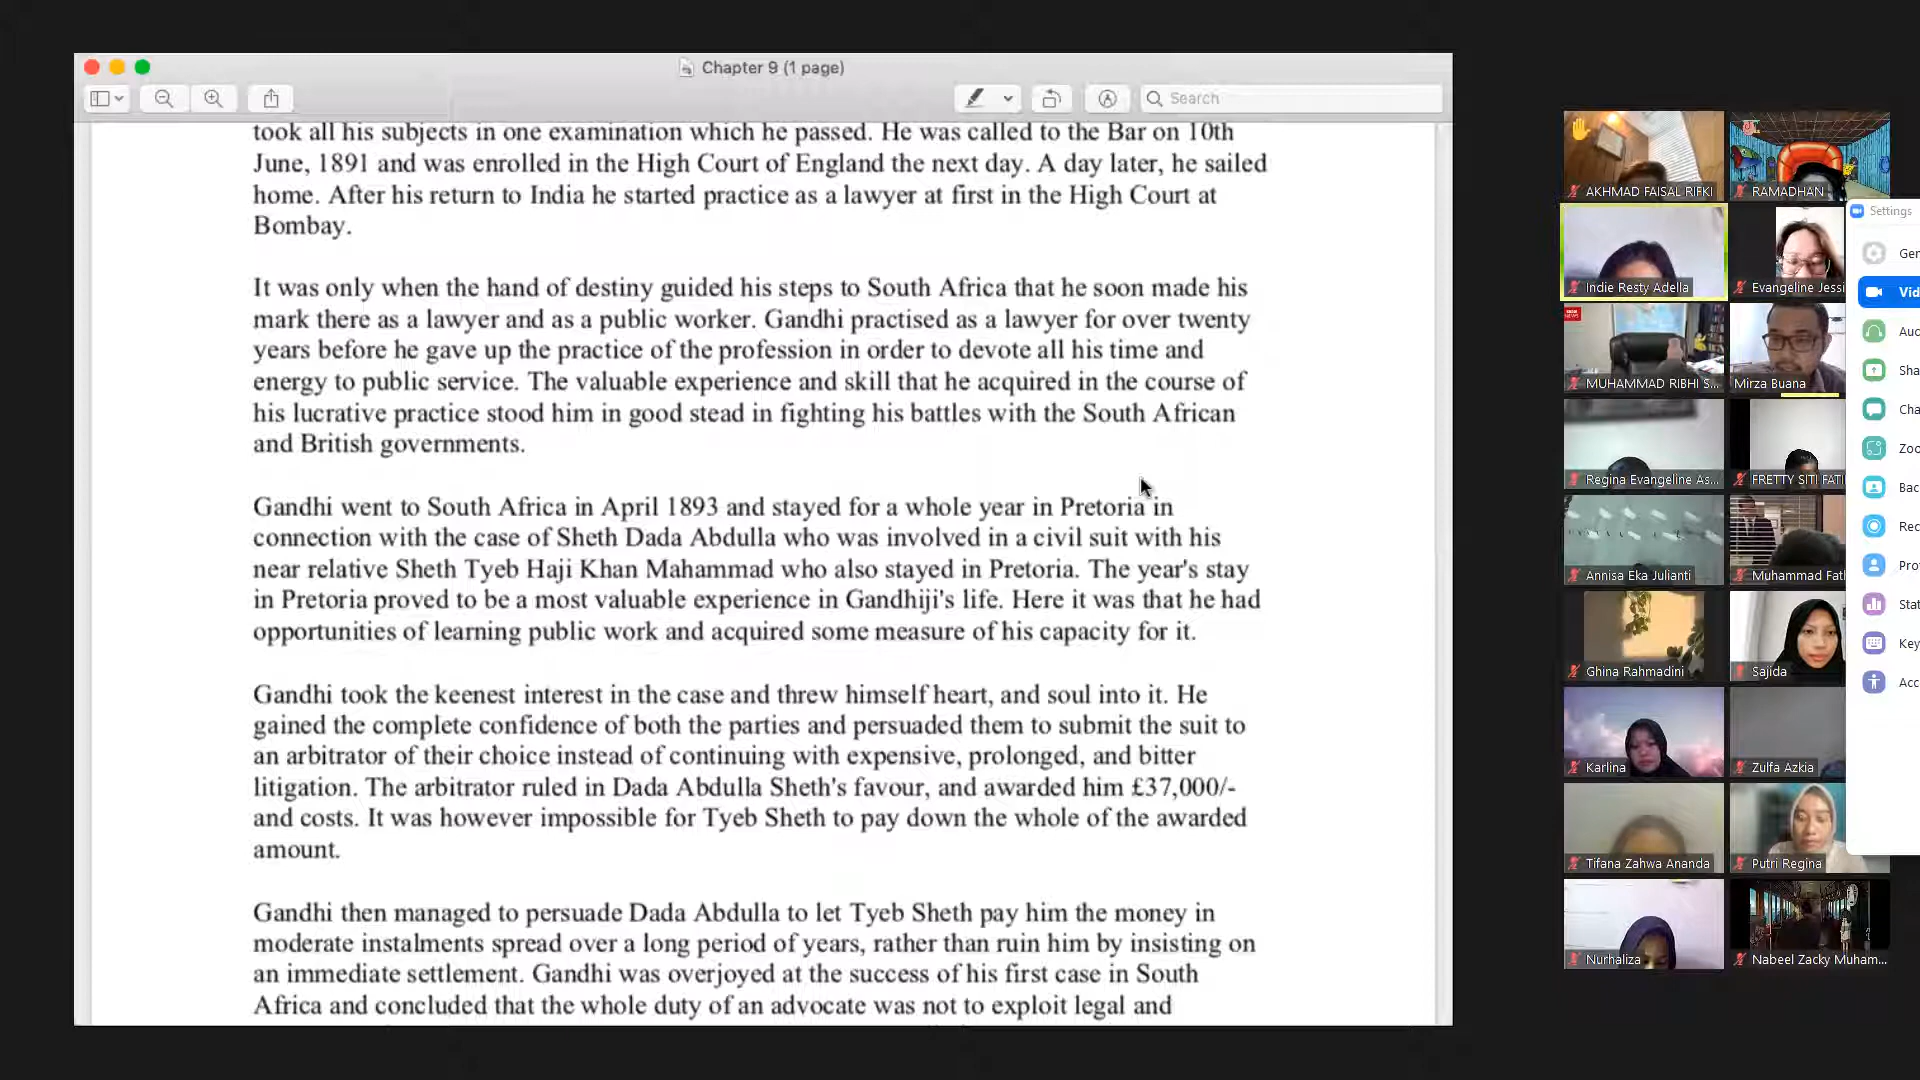 Chapter 9 (1 page)
Search
took all his subjects in one examination which he passed. He was called to the Bar on 10th
June, 1891 and was enrolled in the High Court of England the next day. A day later, he sailed
home. After his return to India he started practice as a lawyer at first in the High Court at
Bombay.
It was only when the hand of destiny guided his steps to South Africa that he soon made his
mark there as a lawyer and as a public worker. Gandhi practised as a lawyer for over twenty
years before he gave up the practice of the profession in order to devote all his time and
energy to public service. The valuable experience and skill that he acquired in the course of
his lucrative practice stood him in good stead in fighting his battles with the South African
and British governments.
Gandhi went to South Africa in April 1893 and stayed for a whole year in Pretoria in
connection with the case of Sheth Dada Abdulla who was involved in a civil suit with his
near relative Sheth Tyeb Haji Khan Mahammad who also stayed in Pretoria. The year's stay
in Pretoria proved to be a most valuable experience in Gandhiji's life. Here it was that he had
opportunities of learning public work and acquired some measure of his capacity for it.
Gandhi took the keenest interest in the case and threw himself heart, and soul into it. He
gained the complete confidence of both the parties and persuaded them to submit the suit to
an arbitrator of their choice instead of continuing with expensive, prolonged, and bitter
litigation. The arbitrator ruled in Dada Abdulla Sheth's favour, and awarded him £37,000/-
and costs. It was however impossible for Tyeb Sheth to pay down the whole of the awarded
amount.
Gandhi then managed to persuade Dada Abdulla to let Tyeb Sheth pay him the money in
moderate instalments spread over a long period of years, rather than ruin him by insisting on
an immediate settlement. Gandhi was overjoyed at the success of his first case in South
Africa and concluded that the whole duty of an advocate was not to exploit legal and
AKHMAD FAISAL RIFKI
RAMADHAN
Indie Resty Adella
Evangeline Jessi
MUHAMMAD RIBHI S...
Mirza Buana
Regina Evangeline As...
FRETTY SITI FATI
Annisa Eka Julianti
Muhammad Fatl
Ghina Rahmadini
Sajida
Karlina
Zulfa Azkia
Tifana Zahwa Ananda
Putri Regina
Nurhaliza
Nabeel Zacky Muham...
Settings
Ger
Vid
Auc
Sha
Cha
Zoo
Bac
Rec
Pro
Stat
Key
Acc